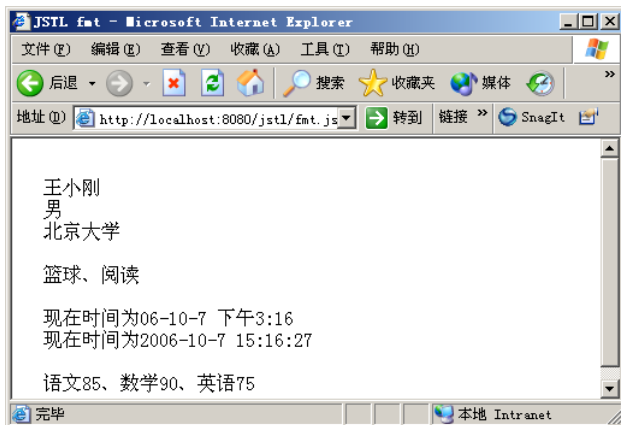 JSTL fmt - Microsoft Internet Explorer
文件(F) 编辑(E) 查看(V) 收藏(A) 工具(T) 帮助(H)
后退 搜索 收藏夹 媒体 »
地址(D) http://localhost:8080/jstl/fmt.js 转到 链接 » SnagIt
王小刚
男
北京大学
篮球、阅读
现在时间为06-10-7 下午3:16
现在时间为2006-10-7 15:16:27
语文85、数学90、英语75
完毕 本地 Intranet